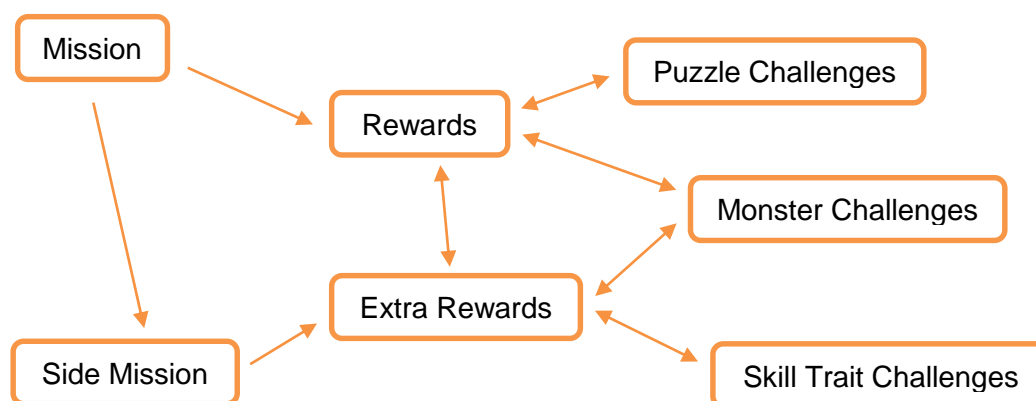 Mission
Puzzle Challenges
Rewards
Monster Challenges
Extra Rewards
Side Mission
Skill Trait Challenges